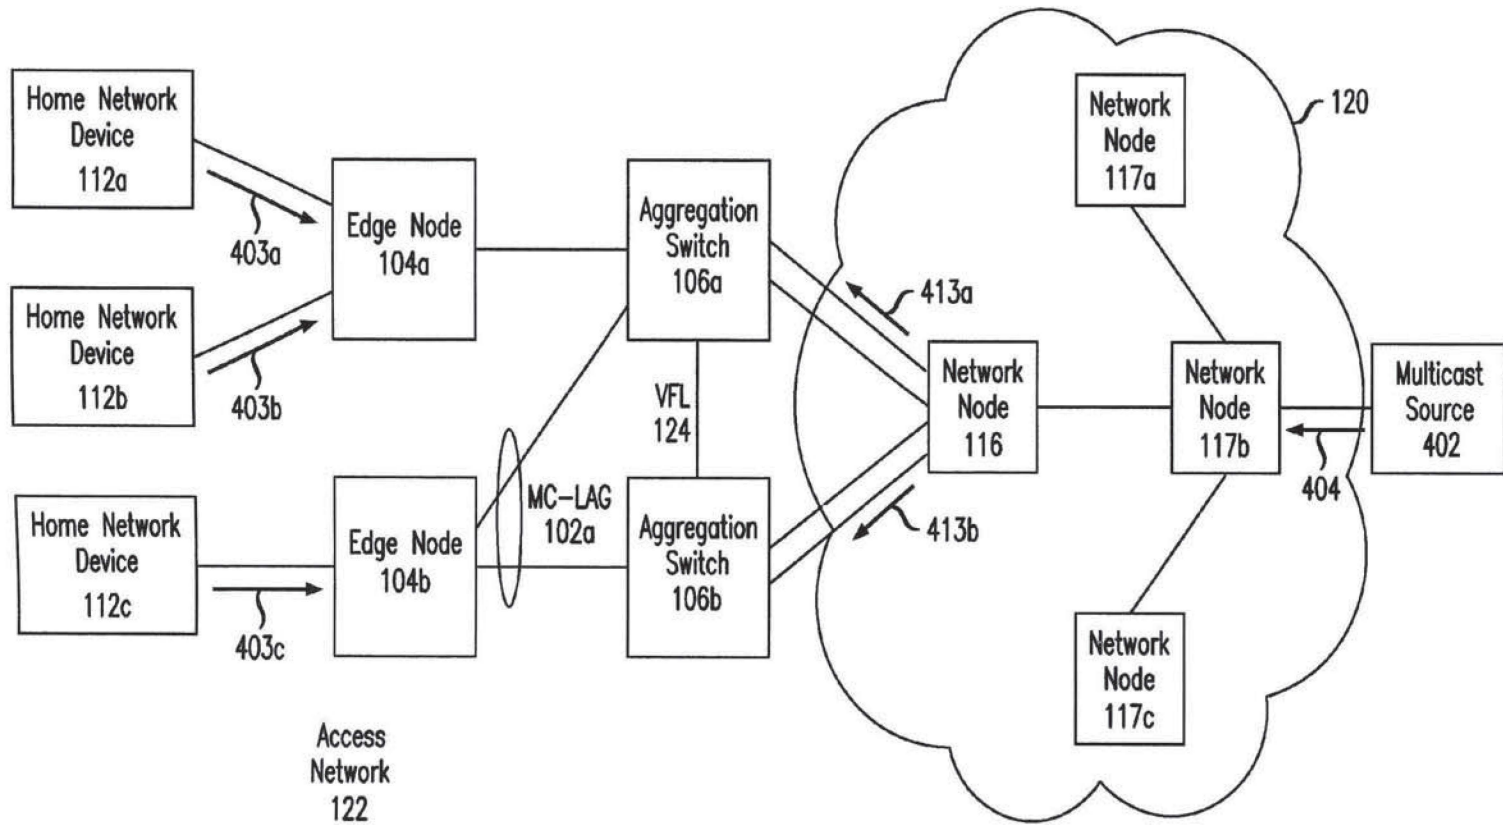 Home Network
Device
112a
403a
Home Network
Device
112b
403b
Home Network
Device
112c
403c
Edge Node
104a
Edge Node
104b
MC-LAG
102a
Aggregation
Switch
106a
VFL
124
Aggregation
Switch
106b
413a
413b
Network
Node
116
Network
Node
117a
Network
Node
117b
Network
Node
117c
120
404
Multicast
Source
402
Access
Network
122